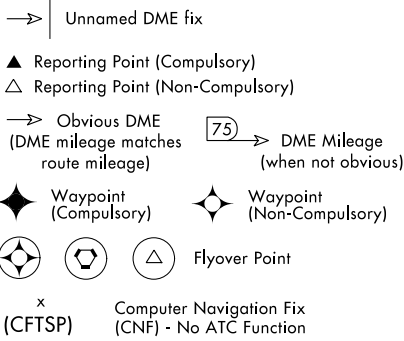 Unnamed DME fix
Reporting Point (Compulsory)
Reporting Point (Non-Compulsory)
Obvious DME
(DME mileage matches
route mileage)
75
DME Mileage
(when not obvious)
Waypoint
(Compulsory)
Waypoint
(Non-Compulsory)
Flyover Point
x
(CFTSP)
Computer Navigation Fix
(CNF) - No ATC Function